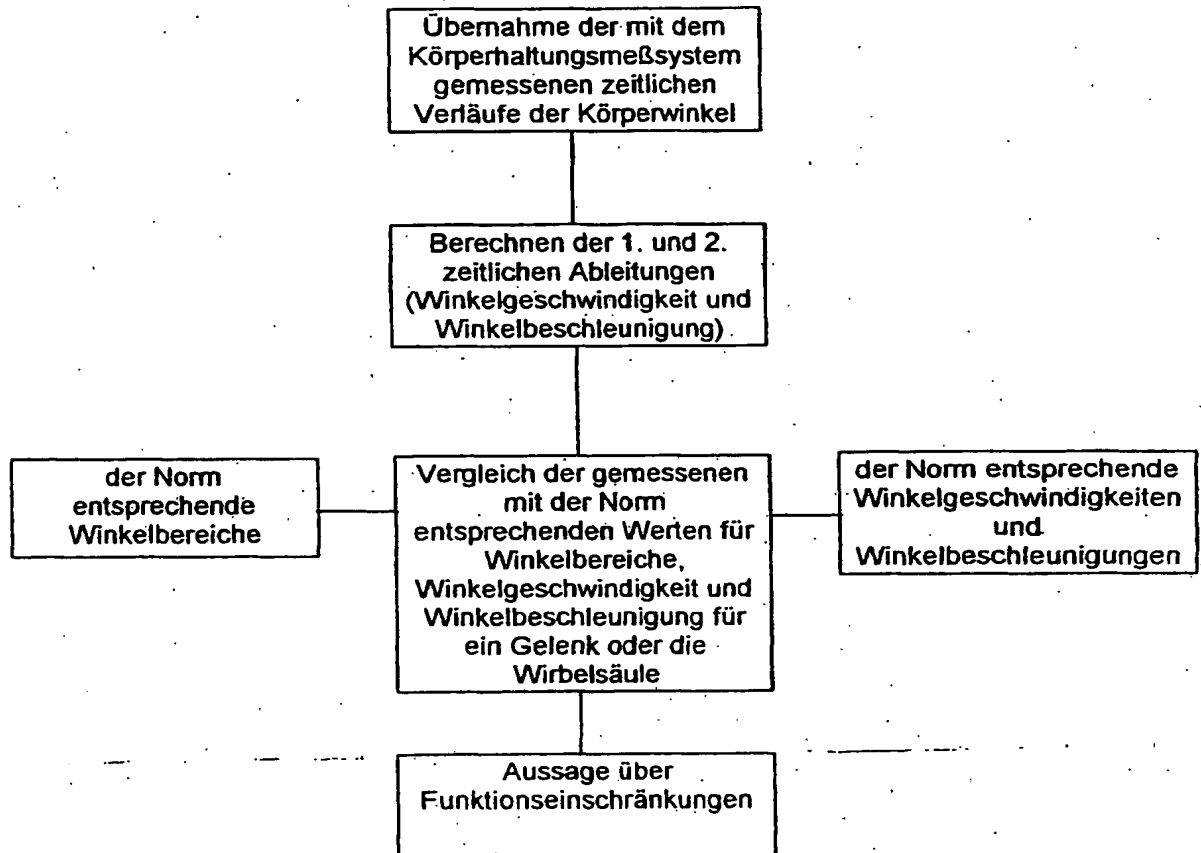 Übernahme der mit dem
Körperhaltungsmeßsystem
gemessenen zeitlichen
Verläufe der Körperwinkel
Berechnen der 1. und 2.
zeitlichen Ableitungen
(Winkelgeschwindigkeit und
Winkelbeschleunigung)
der Norm
entsprechende
Winkelbereiche
Vergleich der gemessenen
mit der Norm
entsprechenden Werten für
Winkelbereiche,
Winkelgeschwindigkeit und
Winkelbeschleunigung für
ein Gelenk oder die
Wirbelsäule
der Norm entsprechende
Winkelgeschwindigkeiten
und
Winkelbeschleunigungen
Aussage über
Funktionseinschränkungen